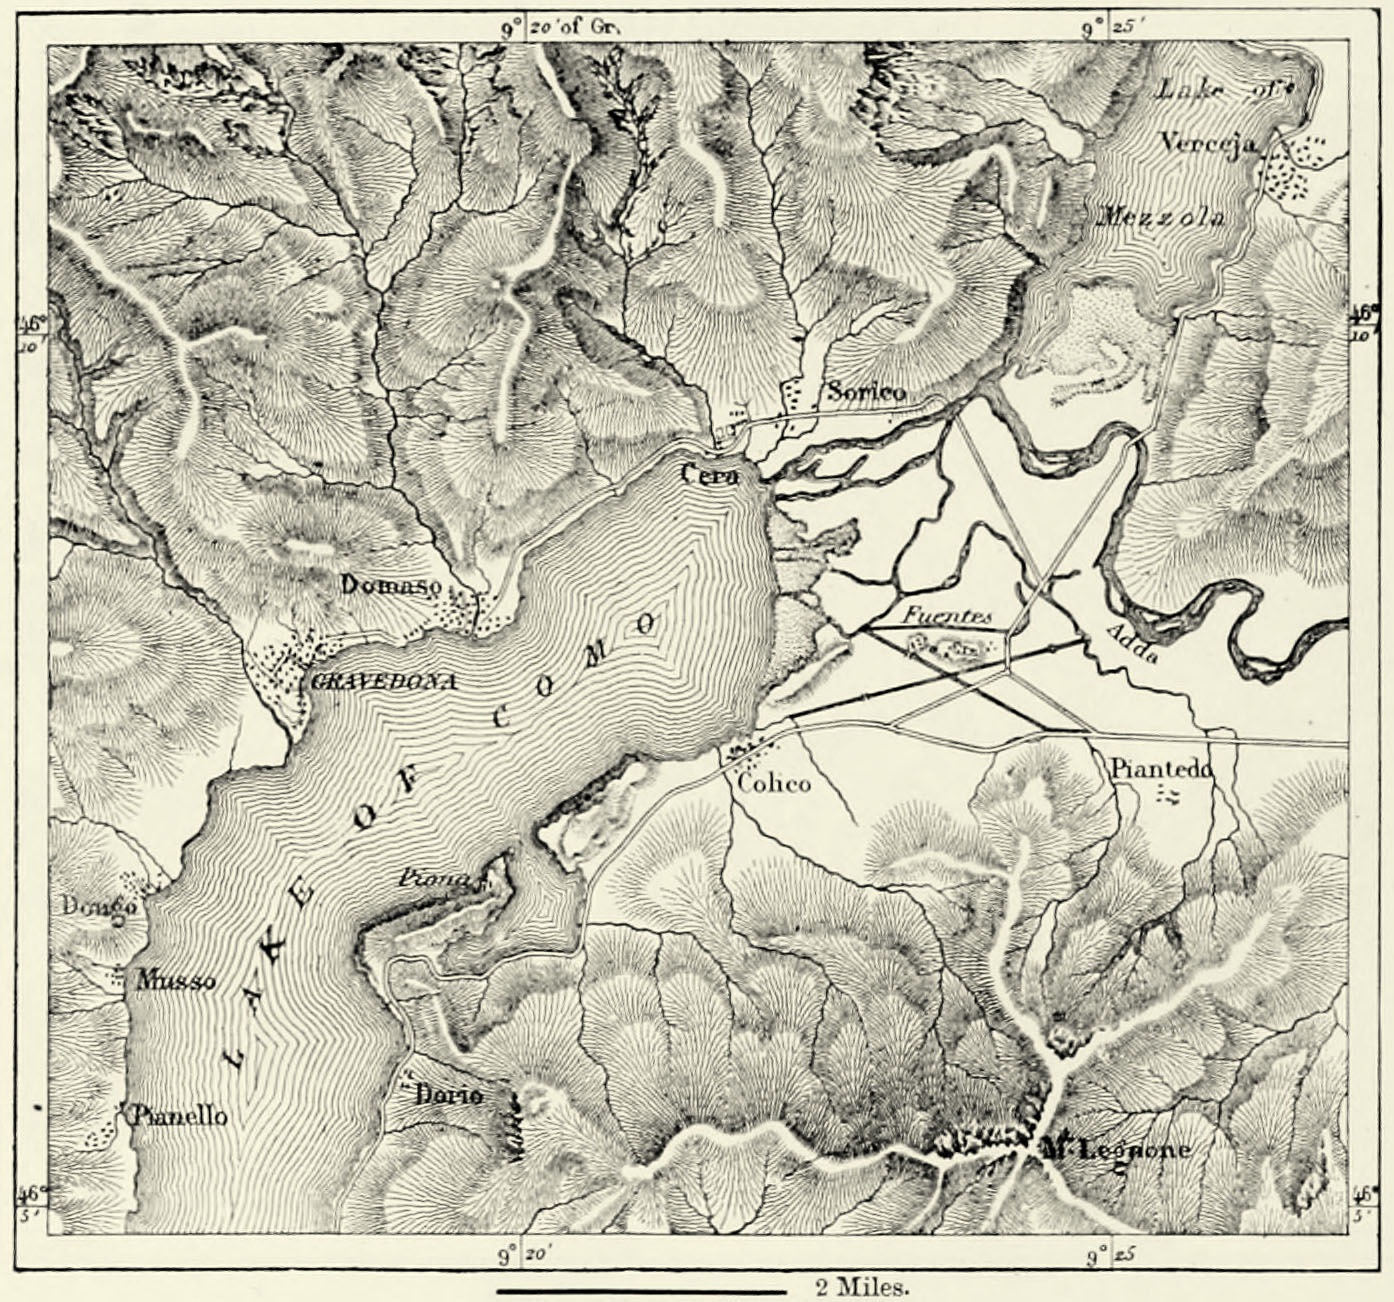 9° 20' of Gr.
9° 25'
Lake of
Verceja
Mezzola
46°
10'
46°
10'
Sorico
Cera
Domaso
Fuentes
Adda
GRAVEDONA
LAKE OF COMO
Colico
Piantedo
Piona
Dongo
Musso
Dorio
Pianello
Mt. Legnone
46°
5'
46°
5'
9° 20'
9° 25
2 Miles.